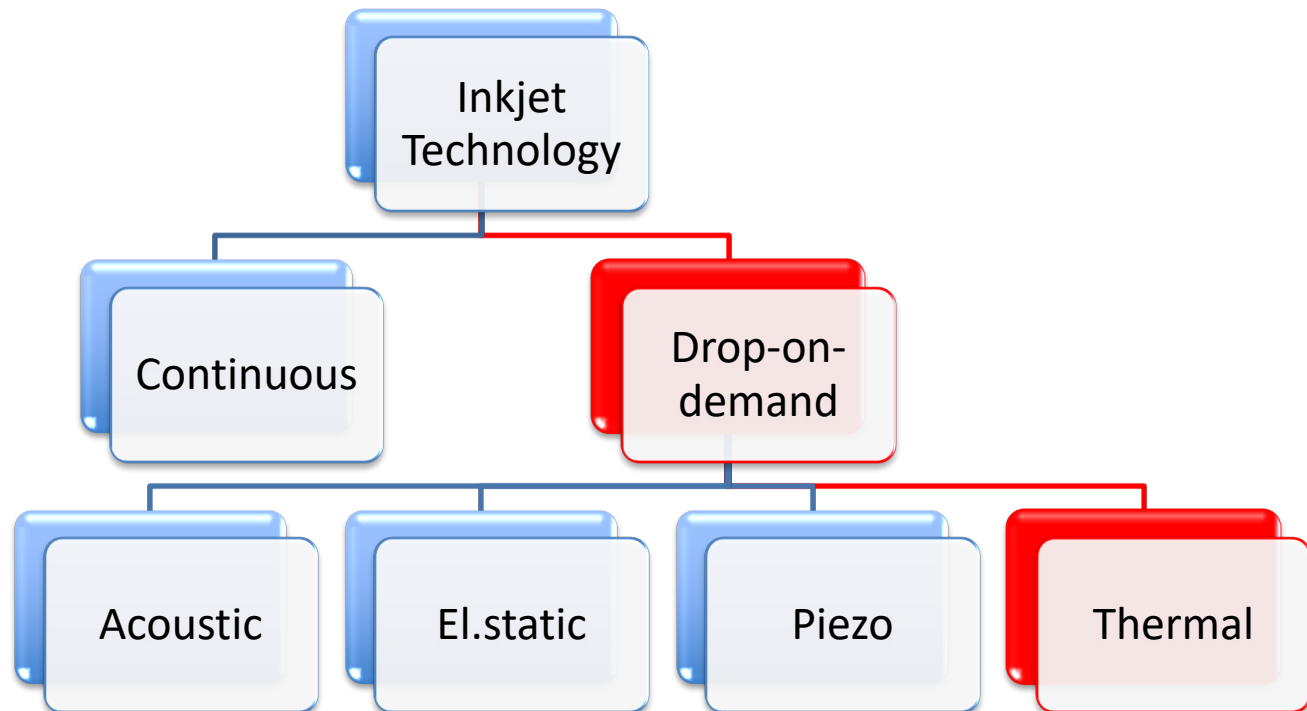 Inkjet
Technology
Continuous
Drop-on-
demand
Acoustic
El.static
Piezo
Thermal